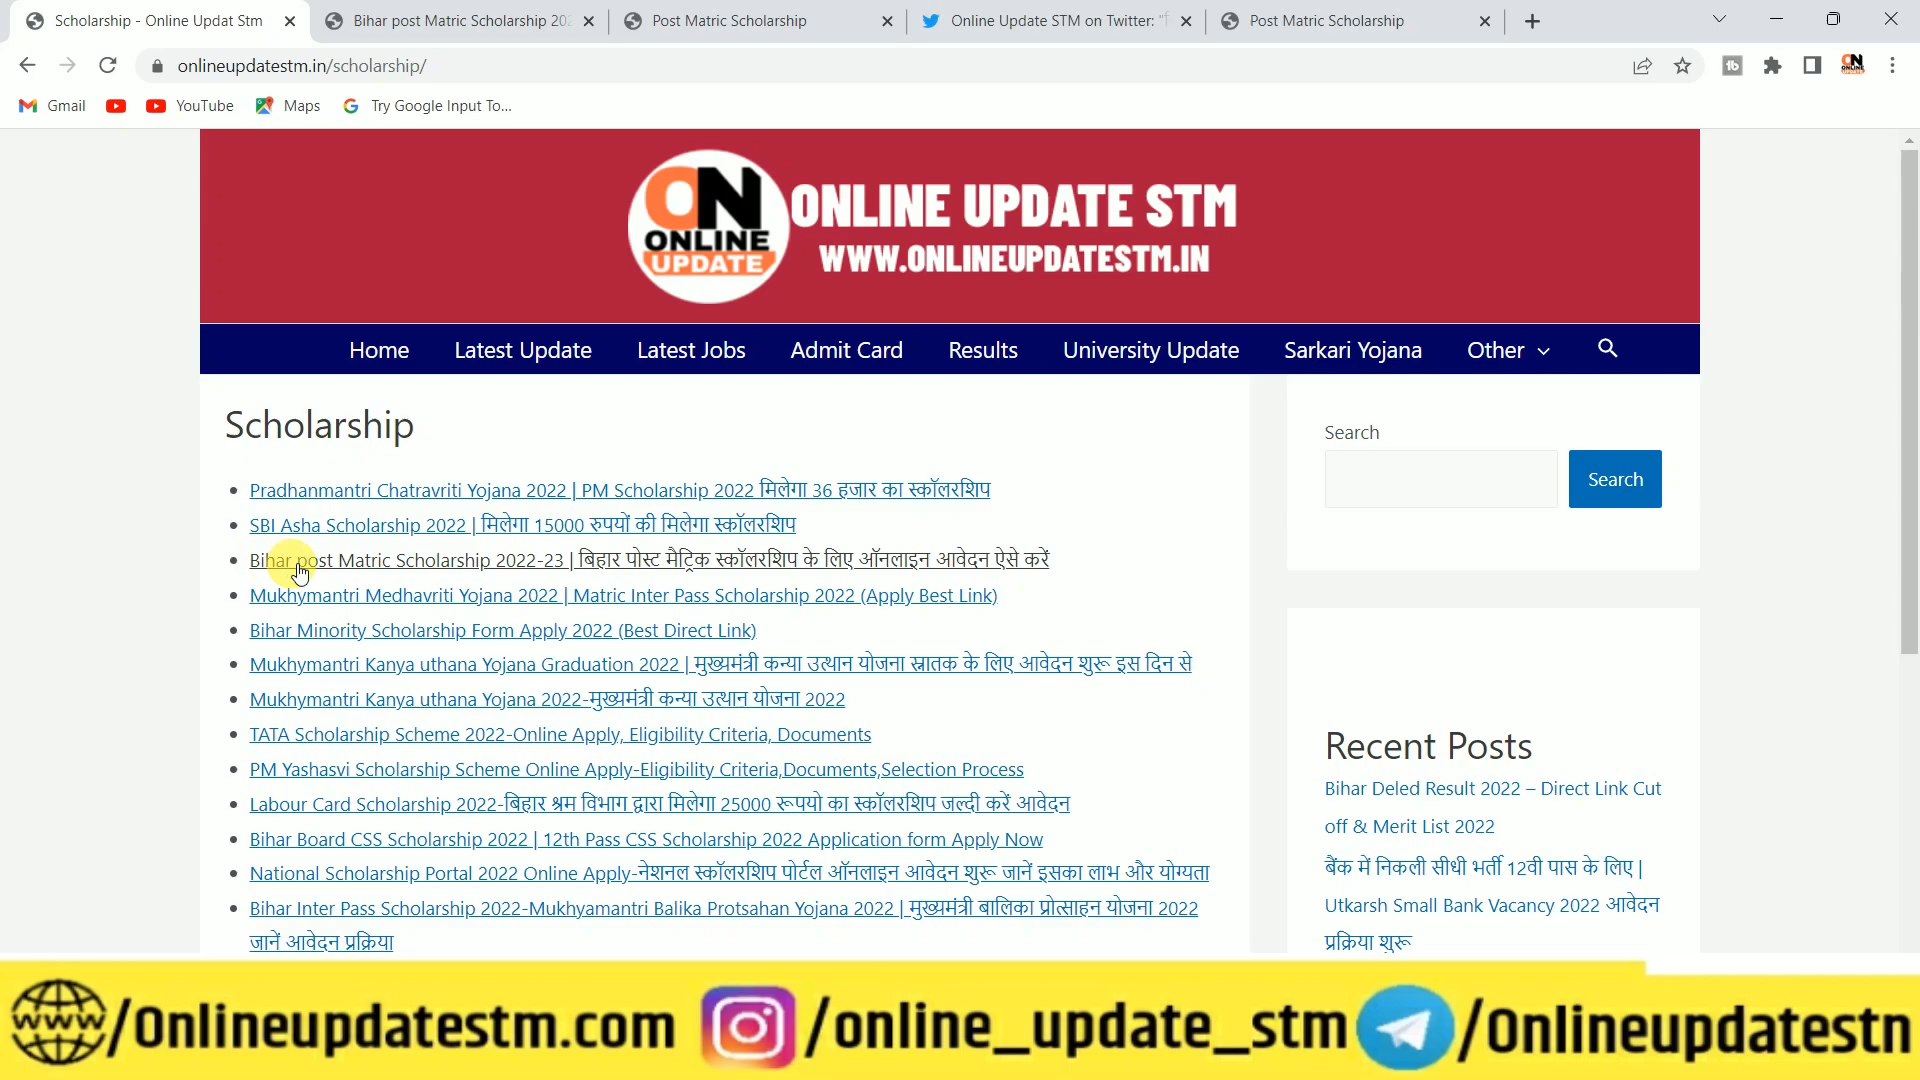 Scholarship - Online Updat Stm
Bihar post Matric Scholarship 202
Post Matric Scholarship
Online Update STM on Twitter: "
Post Matric Scholarship
onlineupdatestm.in/scholarship/
Gmail
YouTube
Maps
Try Google Input To...
ON
ONLINE
UPDATE
ONLINE UPDATE STM
WWW.ONLINEUPDATESTM.IN
Home
Latest Update
Latest Jobs
Admit Card
Results
University Update
Sarkari Yojana
Other
Scholarship
Pradhanmantri Chatravriti Yojana 2022 | PM Scholarship 2022 मिलेगा 36 हजार का स्कॉलरशिप
SBI Asha Scholarship 2022 | मिलेगा 15000 रुपयों की मिलेगा स्कॉलरशिप
Bihar post Matric Scholarship 2022-23 | बिहार पोस्ट मैट्रिक स्कॉलरशिप के लिए ऑनलाइन आवेदन ऐसे करें
Mukhymantri Medhavriti Yojana 2022 | Matric Inter Pass Scholarship 2022 (Apply Best Link)
Bihar Minority Scholarship Form Apply 2022 (Best Direct Link)
Mukhymantri Kanya uthana Yojana Graduation 2022 | मुख्यमंत्री कन्या उत्थान योजना स्नातक के लिए आवेदन शुरू इस दिन से
Mukhymantri Kanya uthana Yojana 2022-मुख्यमंत्री कन्या उत्थान योजना 2022
TATA Scholarship Scheme 2022-Online Apply, Eligibility Criteria, Documents
PM Yashasvi Scholarship Scheme Online Apply-Eligibility Criteria,Documents,Selection Process
Labour Card Scholarship 2022-बिहार श्रम विभाग द्वारा मिलेगा 25000 रूपयो का स्कॉलरशिप जल्दी करें आवेदन
Bihar Board CSS Scholarship 2022 | 12th Pass CSS Scholarship 2022 Application form Apply Now
National Scholarship Portal 2022 Online Apply-नेशनल स्कॉलरशिप पोर्टल ऑनलाइन आवेदन शुरू जानें इसका लाभ और योग्यता
Bihar Inter Pass Scholarship 2022-Mukhyamantri Balika Protsahan Yojana 2022 | मुख्यमंत्री बालिका प्रोत्साहन योजना 2022
जानें आवेदन प्रक्रिया
Search
Search
Recent Posts
Bihar Deled Result 2022 – Direct Link Cut
off & Merit List 2022
बैंक में निकली सीधी भर्ती 12वी पास के लिए |
Utkarsh Small Bank Vacancy 2022 आवेदन
प्रक्रिया शुरू
www/Onlineupdatestm.com
/online_update_stm
/Onlineupdatestn